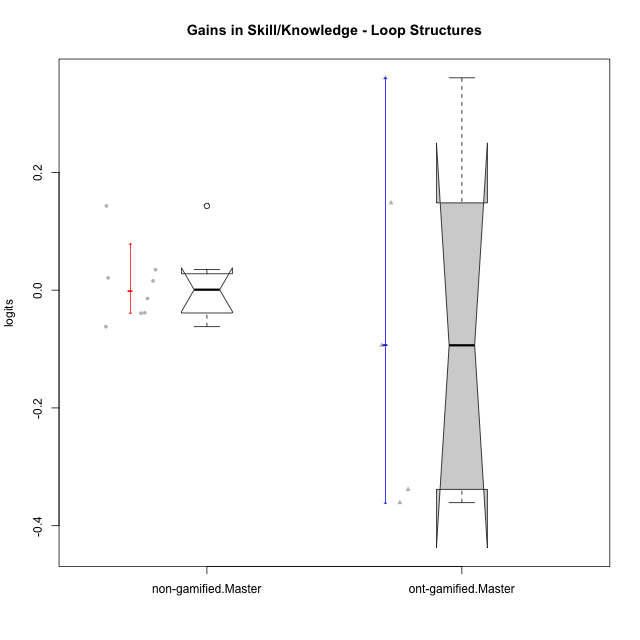 Gains in Skill/Knowledge - Loop Structures
logits
0.2
0.0
-0.2
-0.4
non-gamified.Master
ont-gamified.Master